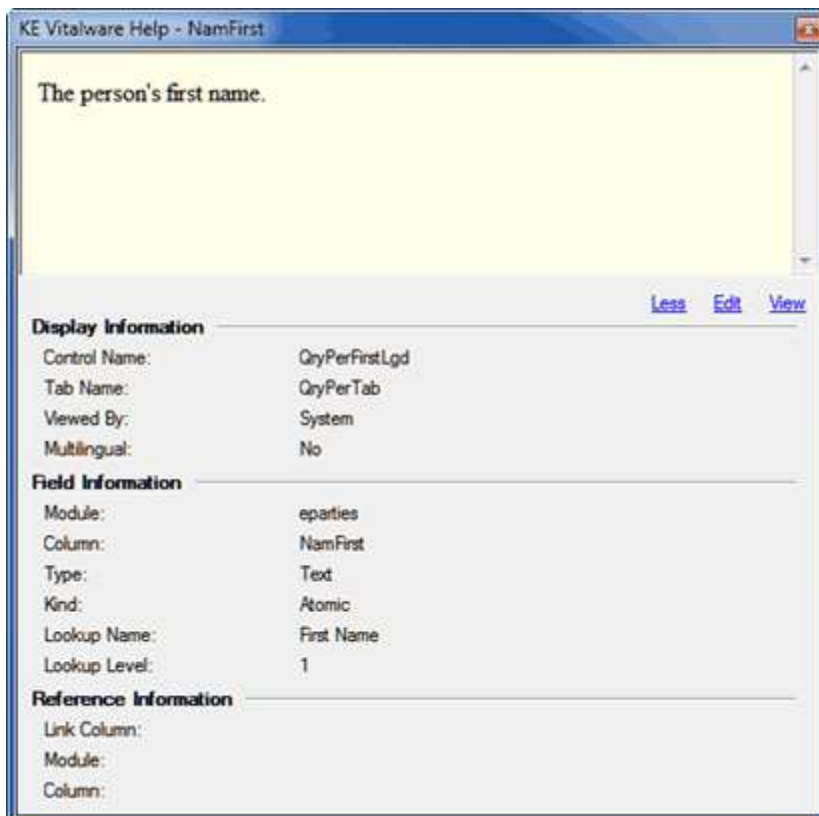 KE Vitalware Help - NamFirst
The person's first name.
Less Edit View
Display Information
Control Name: QryPerFirstLgd
Tab Name: QryPerTab
Viewed By: System
Multilingual: No
Field Information
Module: eparties
Column: NamFirst
Type: Text
Kind: Atomic
Lookup Name: First Name
Lookup Level: 1
Reference Information
Link Column:
Module:
Column: